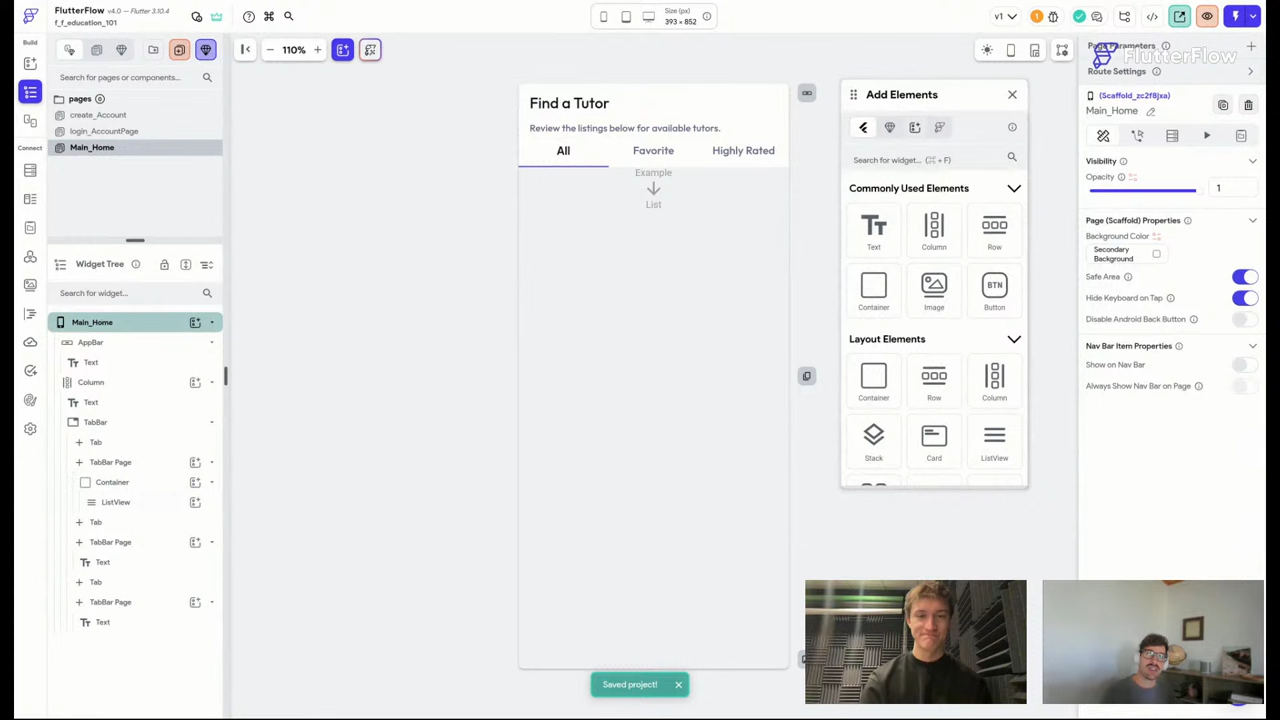 FlutterFlow v4.0 • Flutter 3.10.4
f_f_education_101
Size (px)
393 × 852
v1
1
Build
110%
Page Parameters
FlutterFlow
Route Settings
Search for pages or components...
pages
create_Account
login_AccountPage
Main_Home
Connect
Find a Tutor
Review the listings below for available tutors.
All
Favorite
Highly Rated
Example
List
Add Elements
Search for widget... (⌘ + F)
Commonly Used Elements
Text
Column
Row
Container
Image
BTN
Button
Layout Elements
Container
Row
Column
Stack
Card
ListView
(Scaffold_zc2f8jxa)
Main_Home
Visibility
Opacity
1
Page (Scaffold) Properties
Background Color
Secondary
Background
Safe Area
Hide Keyboard on Tap
Disable Android Back Button
Nav Bar Item Properties
Show on Nav Bar
Always Show Nav Bar on Page
Widget Tree
Search for widget...
Main_Home
AppBar
Text
Column
Text
TabBar
Tab
TabBar Page
Container
ListView
Tab
TabBar Page
Text
Tab
TabBar Page
Text
Saved project!